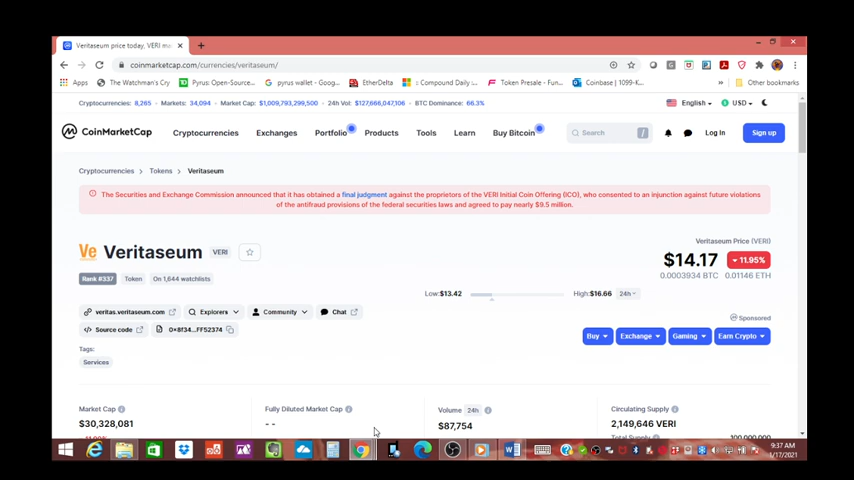 Veritaseum price today, VERI m
coinmarketcap.com/currencies/veritaseum/
Apps The Watchman's Cry Pyrus: Open-Source... pyrus wallet - Goog... EtherDelta :: Compound Daily :... Token Presale - Fun... Coinbase | 1099-K... » Other bookmarks
Cryptocurrencies: 8,265 Markets: 34,094 Market Cap: $1,009,793,299,500 24h Vol: $127,666,047,106 BTC Dominance: 66.3% English USD
CoinMarketCap Cryptocurrencies Exchanges Portfolio Products Tools Learn Buy Bitcoin Search / Log In Sign up
Cryptocurrencies > Tokens > Veritaseum
The Securities and Exchange Commission announced that it has obtained a final judgment against the proprietors of the VERI Initial Coin Offering (ICO), who consented to an injunction against future violations
of the antifraud provisions of the federal securities laws and agreed to pay nearly $9.5 million.
Veritaseum Price (VERI)
Ve Veritaseum VERI $14.17 11.95%
0.0003934 BTC 0.01146 ETH
Rank #337 Token On 1,644 watchlists
Low: $13.42 High: $16.66 24h
veritas.veritaseum.com Explorers Community Chat
Sponsored
Source code 0x8f34...FF52374
Buy Exchange Gaming Earn Crypto
Tags:
Services
Market Cap Fully Diluted Market Cap Volume 24h Circulating Supply
$30,328,081 - - $87,754 2,149,646 VERI
11.99% Total Supply 100,000,000
9:37 AM
1/17/2021